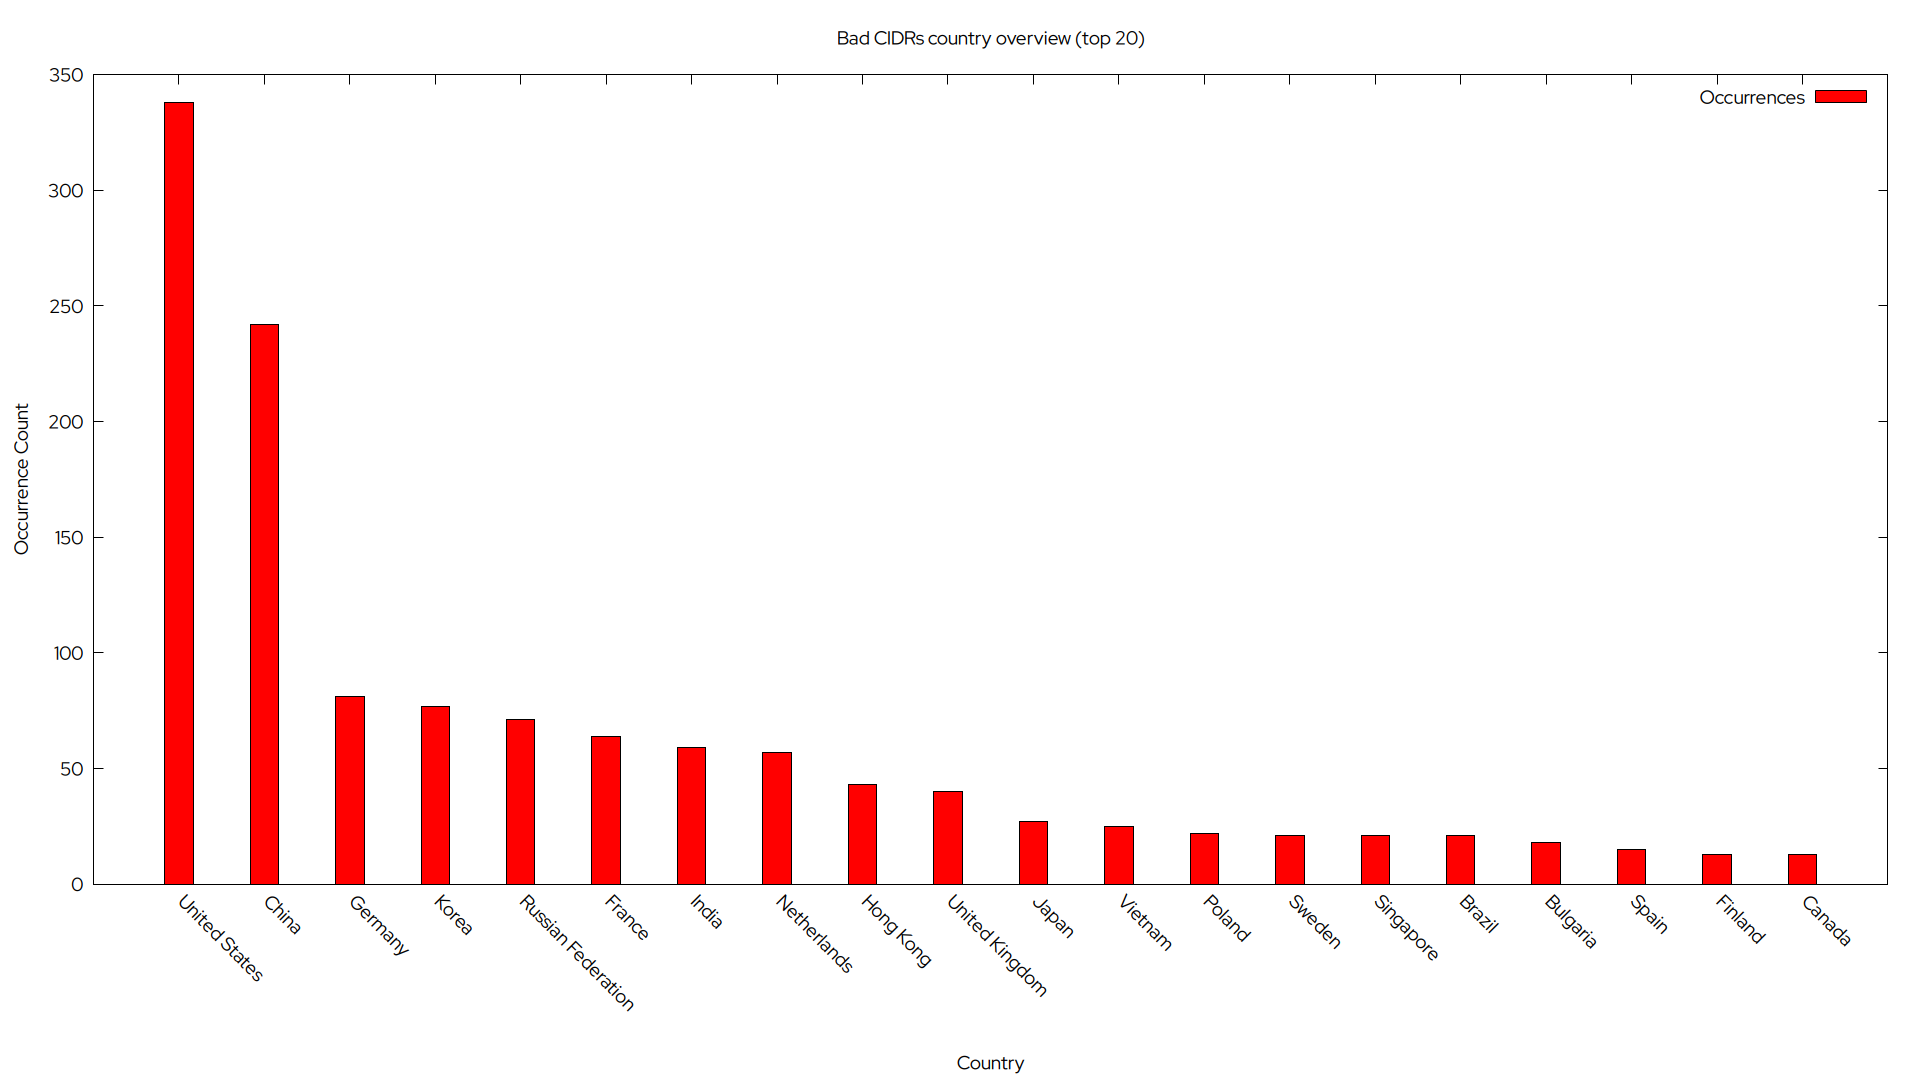 Bad CIDRs country overview (top 20)
Occurrences
350
300
250
200
150
100
50
0
Occurrence Count
United States
China
Germany
Korea
Russian Federation
France
India
Netherlands
Hong Kong
United Kingdom
Japan
Vietnam
Poland
Sweden
Singapore
Brazil
Bulgaria
Spain
Finland
Canada
Country